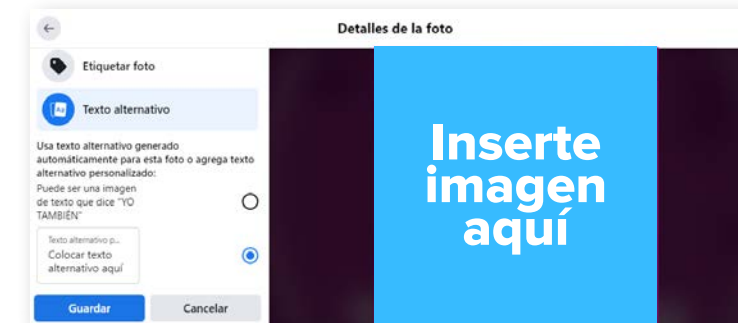 Detalles de la foto
Etiquetar foto
Texto alternativo
Usa texto alternativo generado
automáticamente para esta foto o agrega texto
alternativo personalizado:
Puede ser una imagen
de texto que dice "YO
TAMBIÉN"
Texto alternativo p...
Colocar texto
alternativo aquí
Guardar
Cancelar
Inserte
imagen
aquí